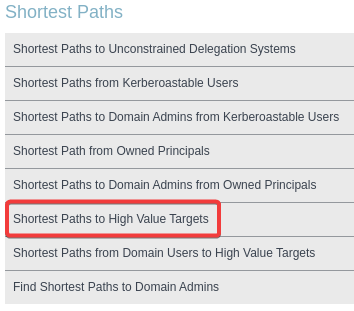 Shortest Paths
Shortest Paths to Unconstrained Delegation Systems
Shortest Paths from Kerberoastable Users
Shortest Paths to Domain Admins from Kerberoastable Users
Shortest Path from Owned Principals
Shortest Paths to Domain Admins from Owned Principals
Shortest Paths to High Value Targets
Shortest Paths from Domain Users to High Value Targets
Find Shortest Paths to Domain Admins